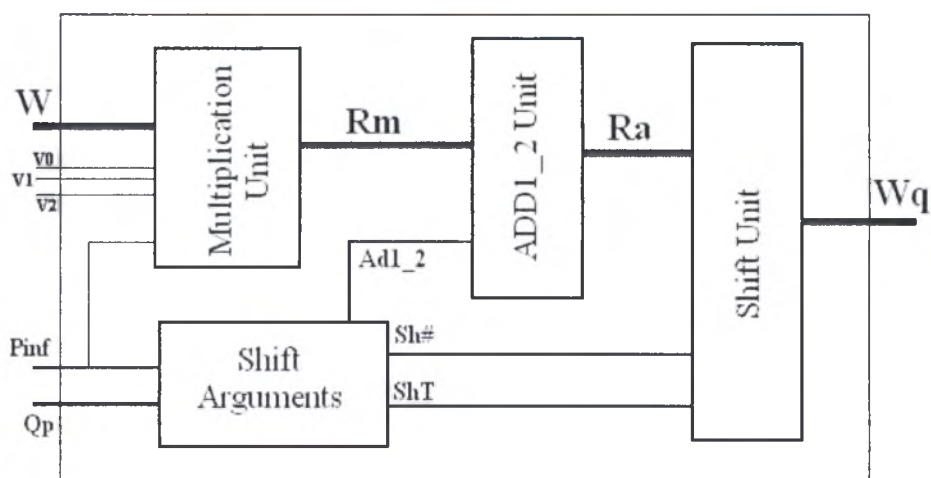 W
V0
V1
V2
Pinf
Qp
Multiplication
Unit
Rm
ADD1_2 Unit
Ra
Shift Unit
Wq
Ad1_2
Shift
Arguments
Sh#
ShT